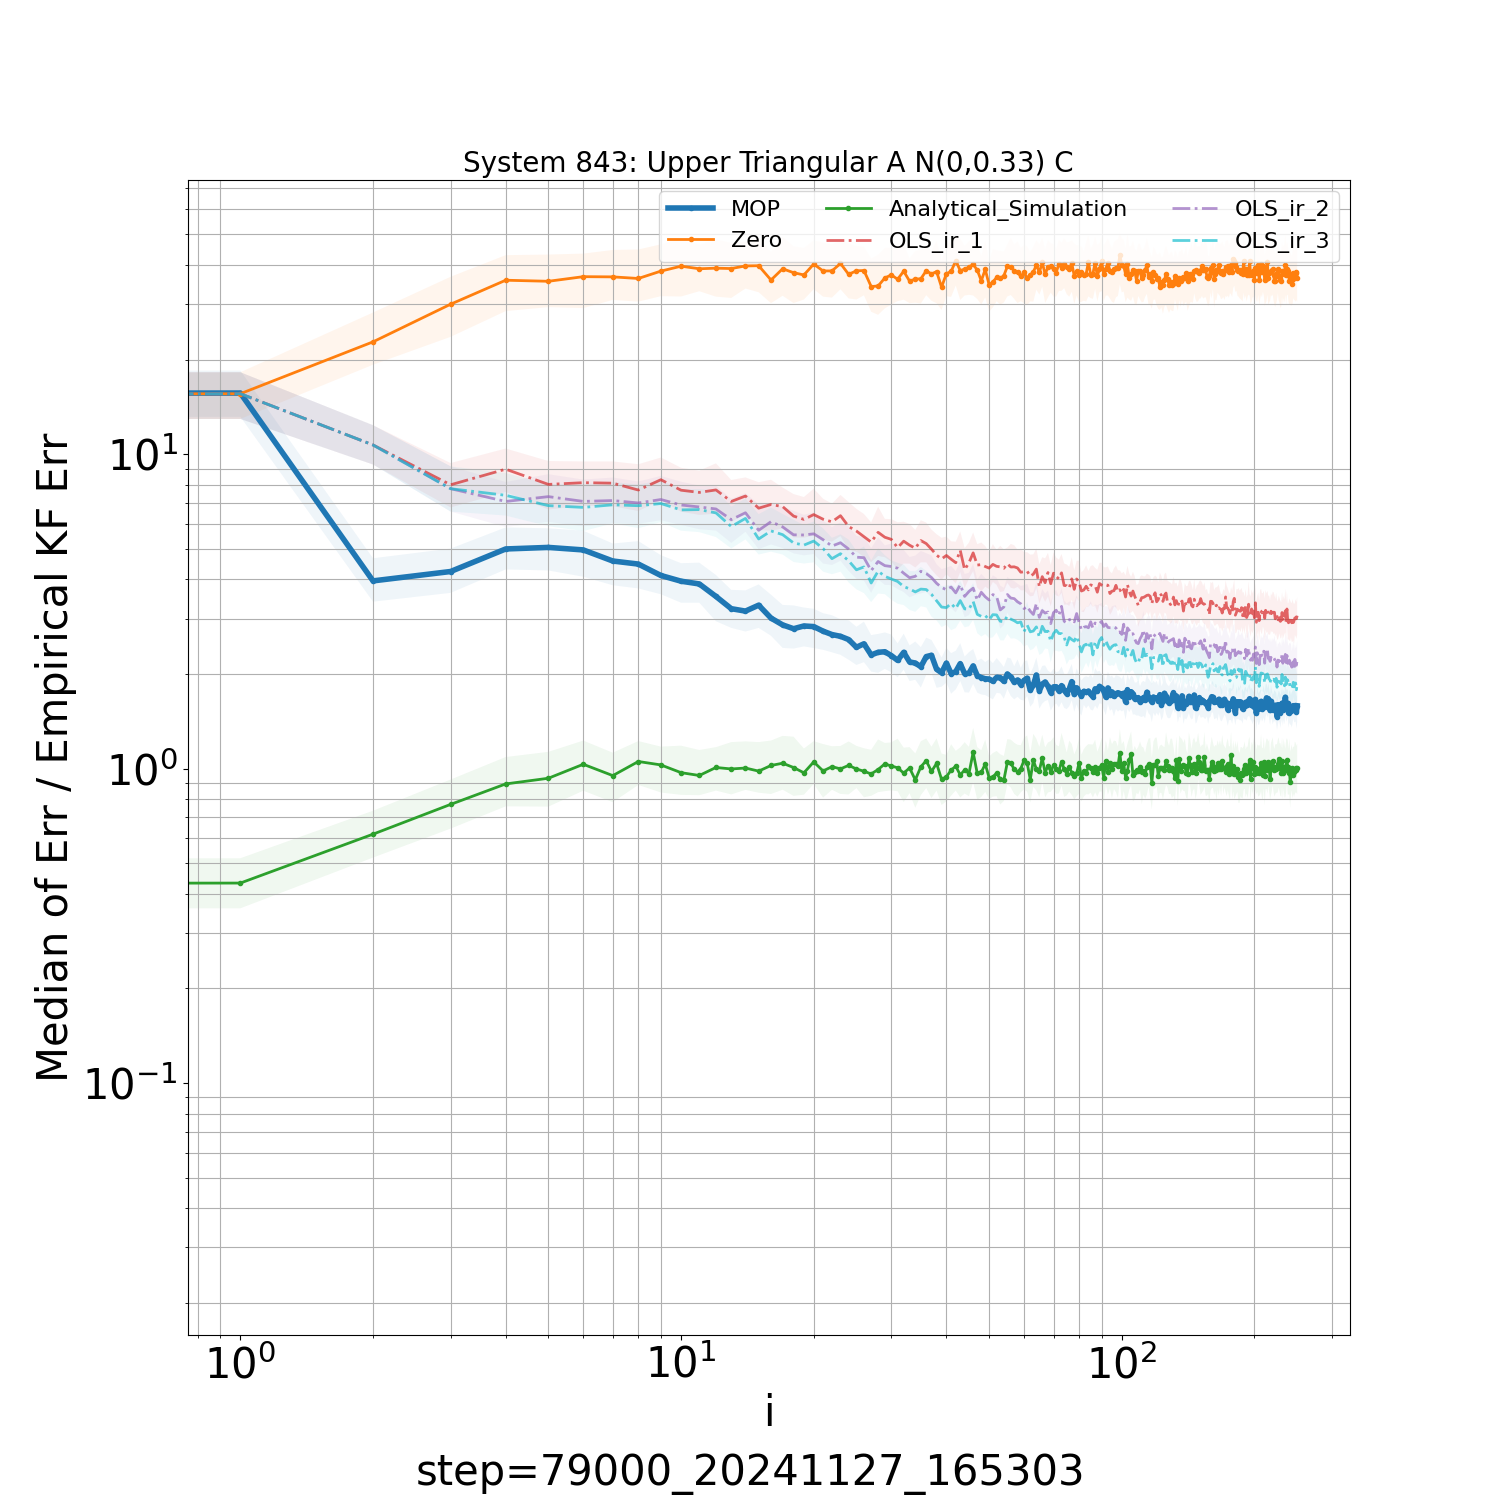 System 843: Upper Triangular A N(0,0.33) C
MOP
Zero
Analytical_Simulation
OLS_ir_1
OLS_ir_2
OLS_ir_3
Median of Err / Empirical KF Err
10¹
10⁰
10⁻¹
10⁰ 10¹ 10²
i
step=79000_20241127_165303